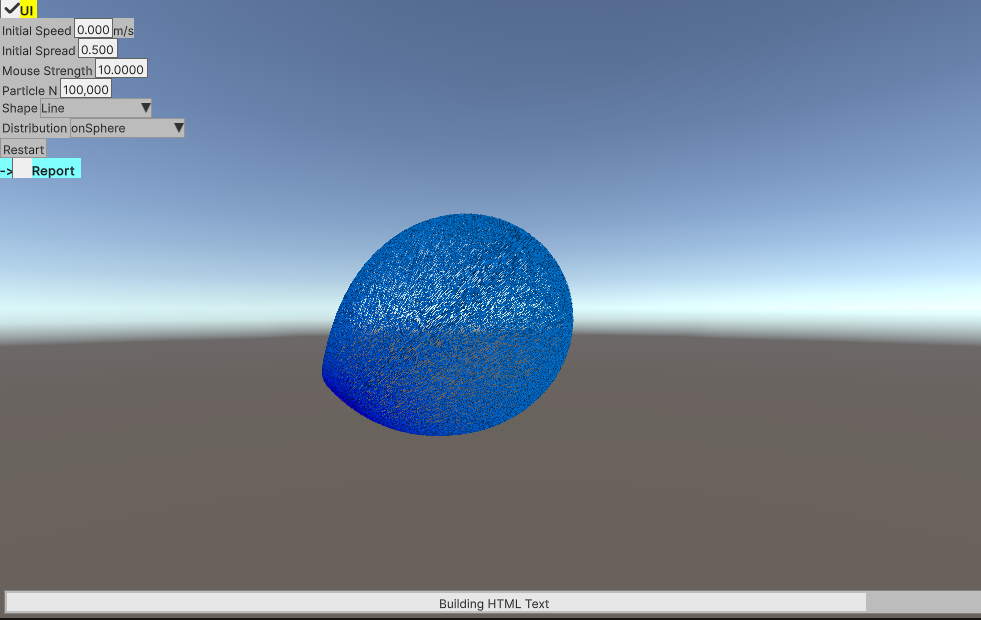 UI
Initial Speed 0.000 m/s
Initial Spread 0.500
Mouse Strength 10.0000
Particle N 100,000
Shape Line
Distribution onSphere
Restart
-> Report
Building HTML Text